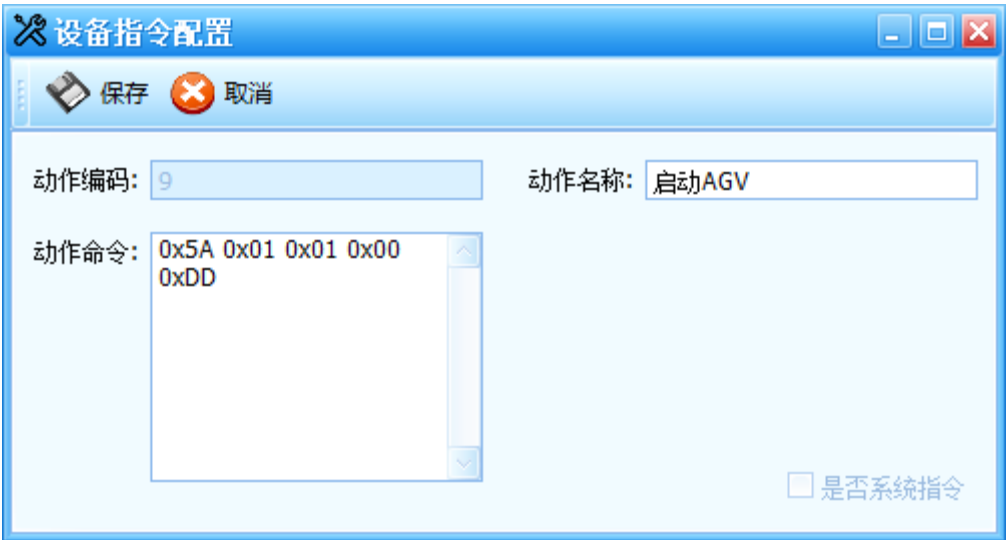 设备指令配置
保存 取消
动作编码: 9 动作名称: 启动AGV
动作命令: 0x5A 0x01 0x01 0x00
0xDD
是否系统指令